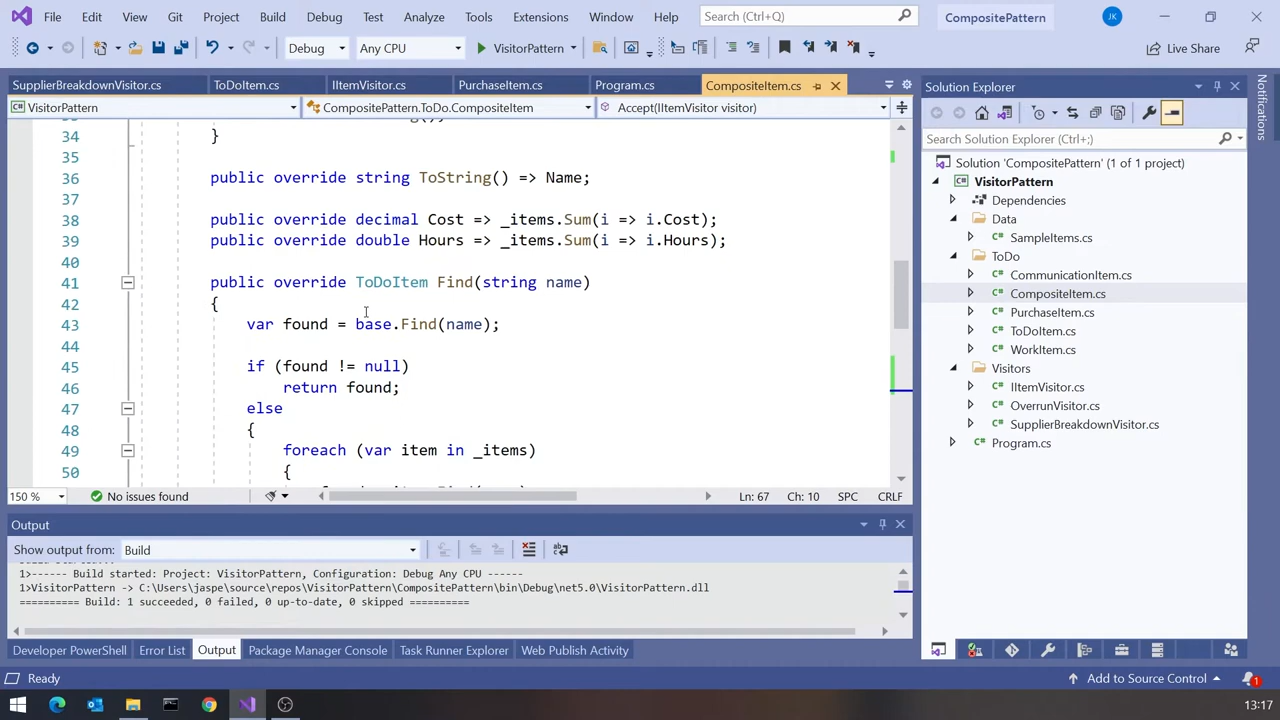 File Edit View Git Project Build Debug Test Analyze Tools Extensions Window Help Search (Ctrl+Q) CompositePattern JK
Debug Any CPU VisitorPattern Live Share
SupplierBreakdownVisitor.cs ToDoItem.cs IItemVisitor.cs PurchaseItem.cs Program.cs CompositeItem.cs
VisitorPattern CompositePattern.ToDo.CompositeItem Accept(IItemVisitor visitor)
34 }
35
36 public override string ToString() => Name;
37
38 public override decimal Cost => _items.Sum(i => i.Cost);
39 public override double Hours => _items.Sum(i => i.Hours);
40
41 public override ToDoItem Find(string name)
42 {
43 var found = base.Find(name);
44
45 if (found != null)
46 return found;
47 else
48 {
49 foreach (var item in _items)
50 {
150 % No issues found Ln: 67 Ch: 10 SPC CRLF
Output
Show output from: Build
1>------ Build started: Project: VisitorPattern, Configuration: Debug Any CPU ------
1>VisitorPattern -> C:\Users\jaspe\source\repos\VisitorPattern\CompositePattern\bin\Debug\net5.0\VisitorPattern.dll
========== Build: 1 succeeded, 0 failed, 0 up-to-date, 0 skipped ==========
Developer PowerShell Error List Output Package Manager Console Task Runner Explorer Web Publish Activity
Solution Explorer
Search Solution Explorer (Ctrl+;)
Solution 'CompositePattern' (1 of 1 project)
VisitorPattern
Dependencies
Data
C# SampleItems.cs
ToDo
C# CommunicationItem.cs
C# CompositeItem.cs
C# PurchaseItem.cs
C# ToDoItem.cs
C# WorkItem.cs
Visitors
C# IItemVisitor.cs
C# OverrunVisitor.cs
C# SupplierBreakdownVisitor.cs
C# Program.cs
Notifications
Ready Add to Source Control 1
13:17